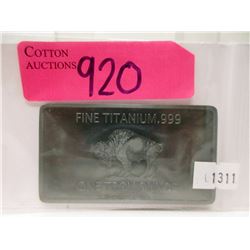 COTTON
AUCTIONS
920
FINE TITANIUM .999
ONE TROY OUNCE
1311